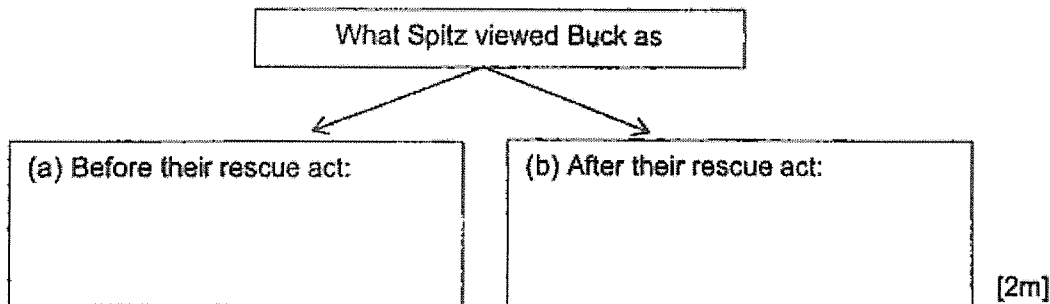 What Spitz viewed Buck as
(a) Before their rescue act:
(b) After their rescue act:
[2m]